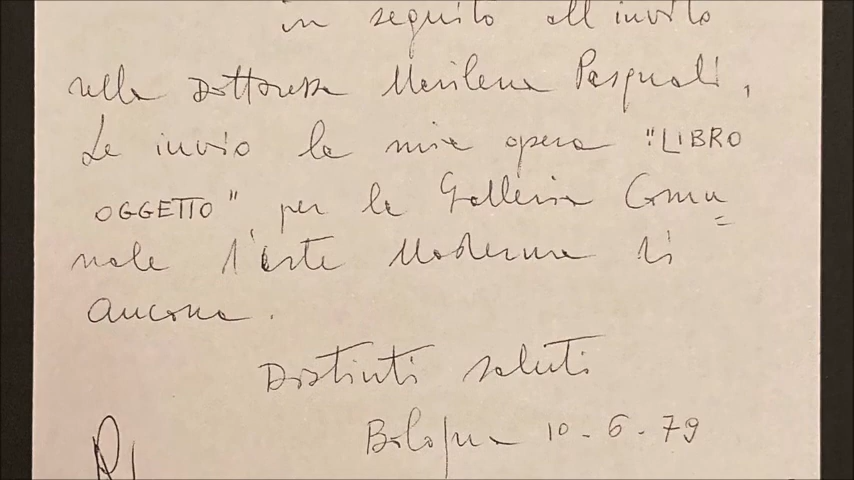 in seguito all'invito
della Dottoressa Marilena Pasquali,
Le invio la mia opera "LIBRO
OGGETTO" per la Galleria Comu=
nale d'arte Moderna di
Ancona.
Distinti saluti
Bologna 10-6-79